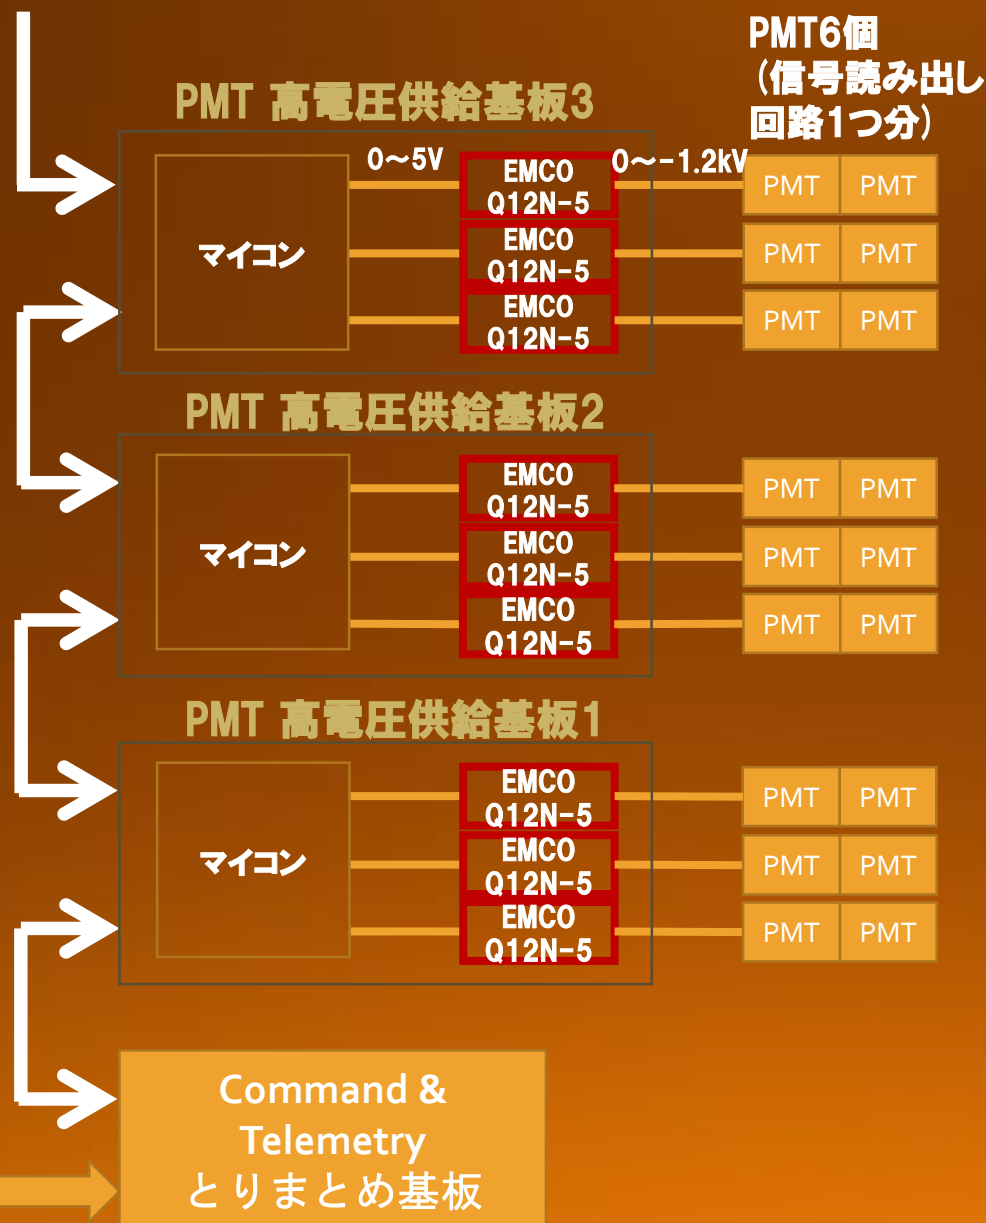 PMT6個
(信号読み出し
回路1つ分)
PMT 高電圧供給基板3
0～5V
0～-1.2kV
マイコン
EMCO
Q12N-5
PMT PMT
EMCO
Q12N-5
PMT PMT
EMCO
Q12N-5
PMT PMT
PMT 高電圧供給基板2
マイコン
EMCO
Q12N-5
PMT PMT
EMCO
Q12N-5
PMT PMT
EMCO
Q12N-5
PMT PMT
PMT 高電圧供給基板1
マイコン
EMCO
Q12N-5
PMT PMT
EMCO
Q12N-5
PMT PMT
EMCO
Q12N-5
PMT PMT
Command &
Telemetry
とりまとめ基板